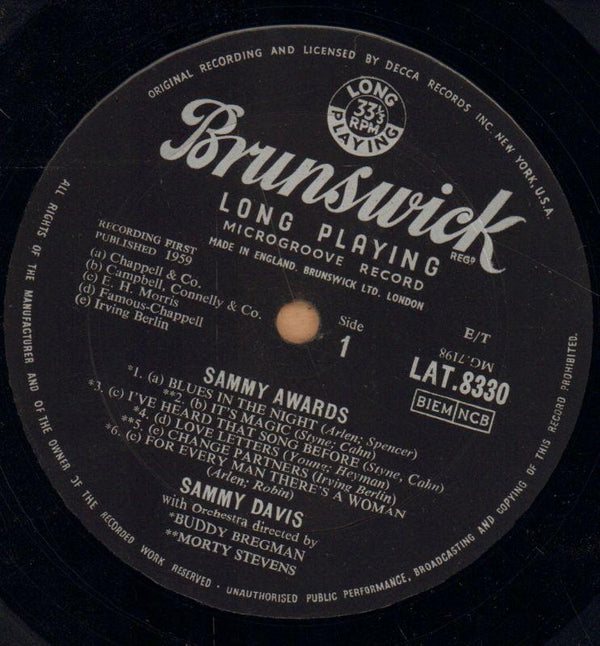 ORIGINAL RECORDING AND LICENSED BY DECCA RECORDS INC. NEW YORK, U.S.A.
LONG
33⅓
RPM
PLAYING
Brunswick
REGD
LONG PLAYING
MICROGROOVE RECORD
MADE IN ENGLAND, BRUNSWICK LTD. LONDON
RECORDING FIRST
PUBLISHED 1959
(a) Chappell & Co.
(b) Campbell, Connelly & Co.
(c) E. H. Morris
(d) Famous-Chappell
(e) Irving Berlin
Side
1
E/T
MG.7198
LAT.8330
BIEM NCB
SAMMY AWARDS
*1. (a) BLUES IN THE NIGHT (Arlen; Spencer)
**2. (b) IT'S MAGIC (Styne; Cahn)
*3. (c) I'VE HEARD THAT SONG BEFORE (Styne, Cahn)
*4. (d) LOVE LETTERS (Young; Heyman)
**5. (e) CHANGE PARTNERS (Irving Berlin)
*6. (c) FOR EVERY MAN THERE'S A WOMAN
(Arlen; Robin)
SAMMY DAVIS
with Orchestra directed by
*BUDDY BREGMAN
**MORTY STEVENS
ALL RIGHTS OF THE MANUFACTURER AND OF THE OWNER OF THE RECORDED WORK RESERVED - UNAUTHORISED PUBLIC PERFORMANCE, BROADCASTING AND COPYING OF THIS RECORD PROHIBITED.